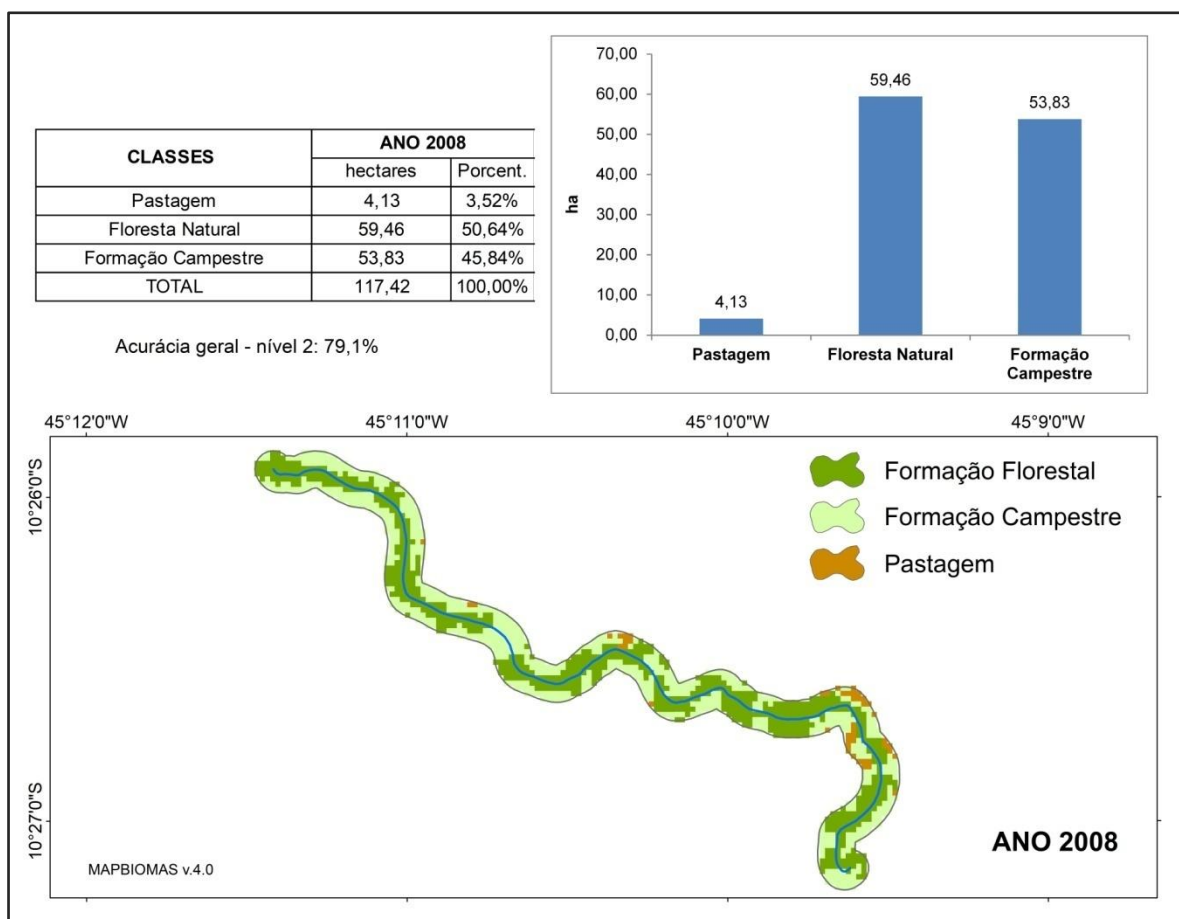 CLASSES ANO 2008
hectares Porcent.
Pastagem 4,13 3,52%
Floresta Natural 59,46 50,64%
Formação Campestre 53,83 45,84%
TOTAL 117,42 100,00%
Acurácia geral - nível 2: 79,1%
70,00
60,00
50,00
40,00
30,00
20,00
10,00
0,00
ha
4,13
59,46
53,83
Pastagem
Floresta Natural
Formação
Campestre
45°12'0"W 45°11'0"W 45°10'0"W 45°9'0"W
10°26'0"S
10°27'0"S
Formação Florestal
Formação Campestre
Pastagem
ANO 2008
MAPBIOMAS v.4.0